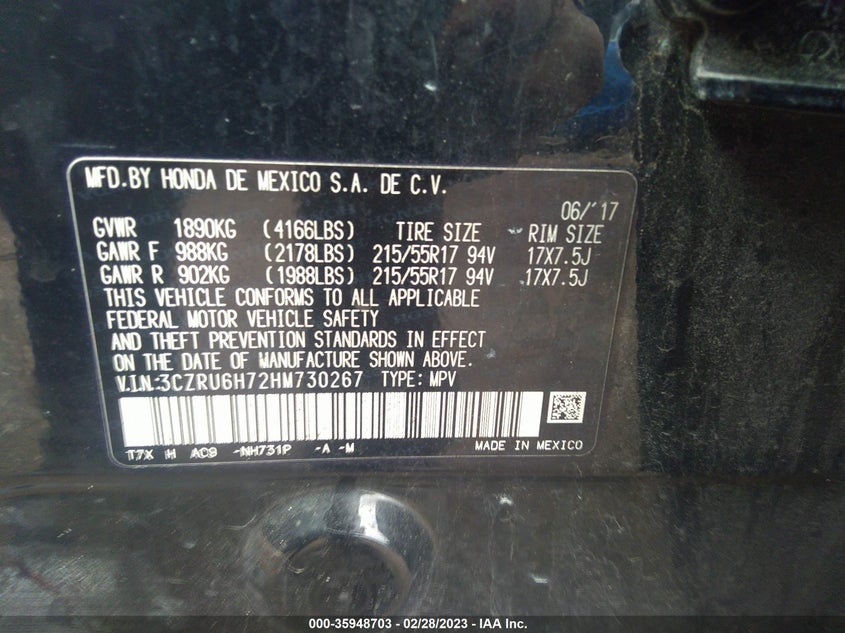 MFD.BY HONDA DE MEXICO S.A. DE C.V.
06/'17
GVWR 1890KG (4166LBS) TIRE SIZE RIM SIZE
GAWR F 988KG (2178LBS) 215/55R17 94V 17X7.5J
GAWR R 902KG (1988LBS) 215/55R17 94V 17X7.5J
THIS VEHICLE CONFORMS TO ALL APPLICABLE
FEDERAL MOTOR VEHICLE SAFETY
AND THEFT PREVENTION STANDARDS IN EFFECT
ON THE DATE OF MANUFACTURE SHOWN ABOVE.
V.I.N.:3CZRU6H72HM730267 TYPE: MPV
T7X H AC9 -NH731P -A -M MADE IN MEXICO
000-35948703 - 02/28/2023 - IAA Inc.